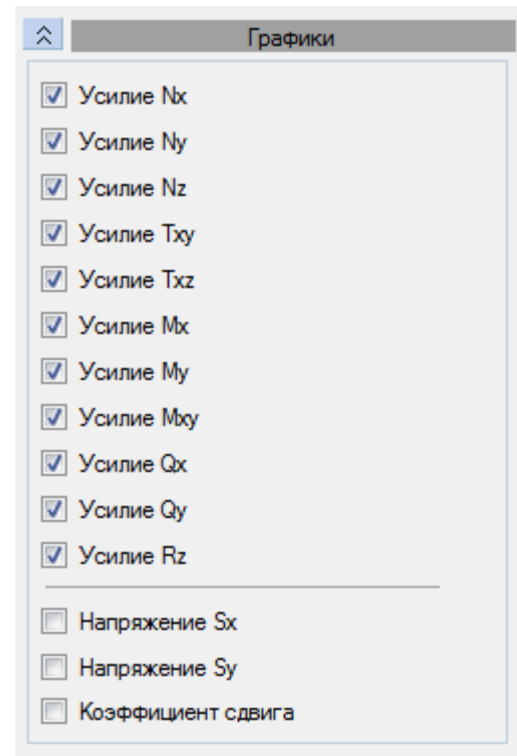 Графики
Усилие Nx
Усилие Ny
Усилие Nz
Усилие Txy
Усилие Txz
Усилие Mx
Усилие My
Усилие Mxy
Усилие Qx
Усилие Qy
Усилие Rz
Напряжение Sx
Напряжение Sy
Коэффициент сдвига